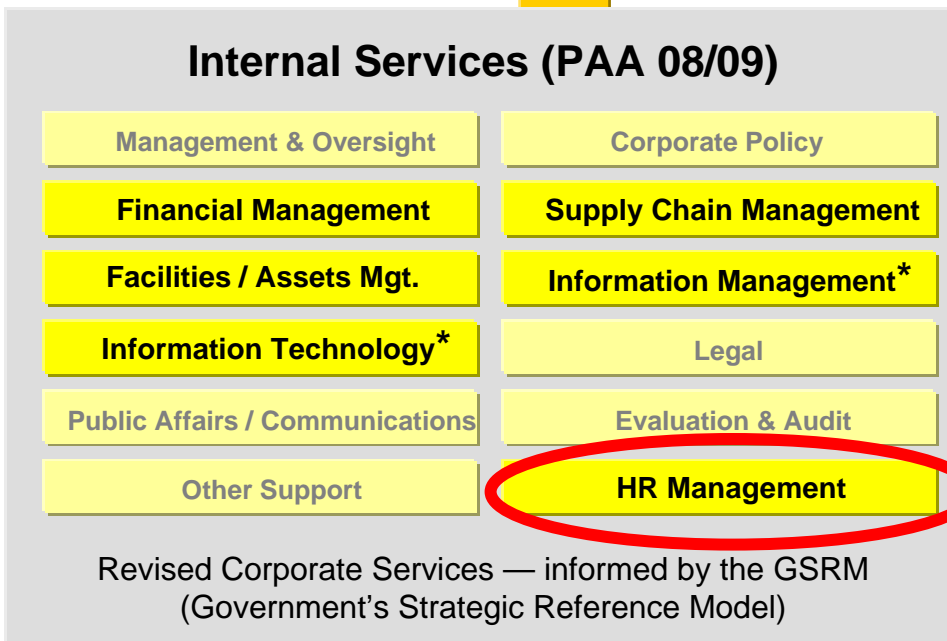 Internal Services (PAA 08/09)
Management & Oversight
Corporate Policy
Financial Management
Supply Chain Management
Facilities / Assets Mgt.
Information Management*
Information Technology*
Legal
Public Affairs / Communications
Evaluation & Audit
Other Support
HR Management
Revised Corporate Services — informed by the GSRM
(Government's Strategic Reference Model)